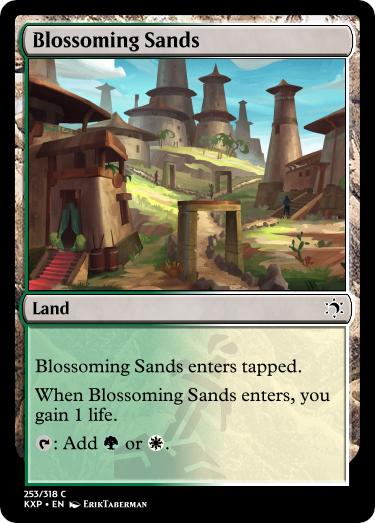 Blossoming Sands
Land
Blossoming Sands enters tapped.
When Blossoming Sands enters, you
gain 1 life.
: Add or .
253/318 C
KXP • EN ErikTaberman